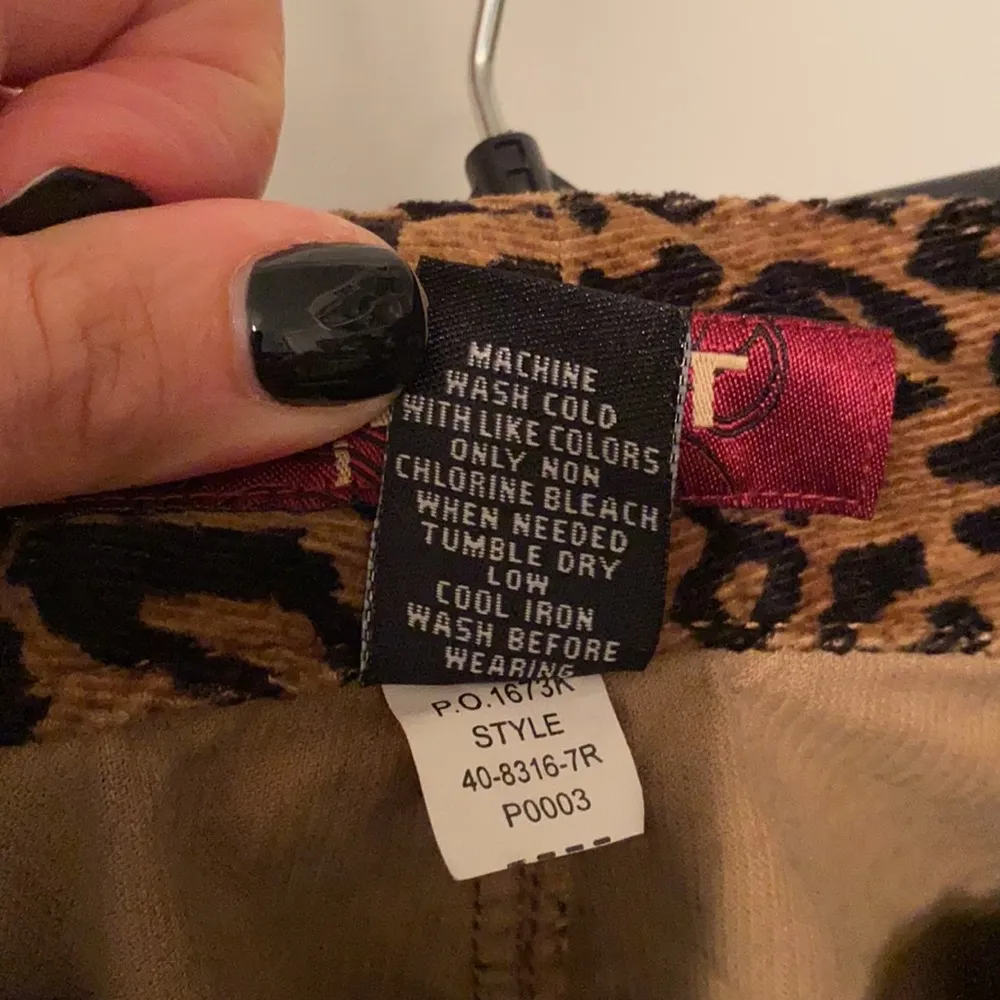 MACHINE
WASH COLD
WITH LIKE COLORS
ONLY NON
CHLORINE BLEACH
WHEN NEEDED
TUMBLE DRY
LOW
COOL IRON
WASH BEFORE
WEARING
P.O.1673K
STYLE
40-8316-7R
P0003